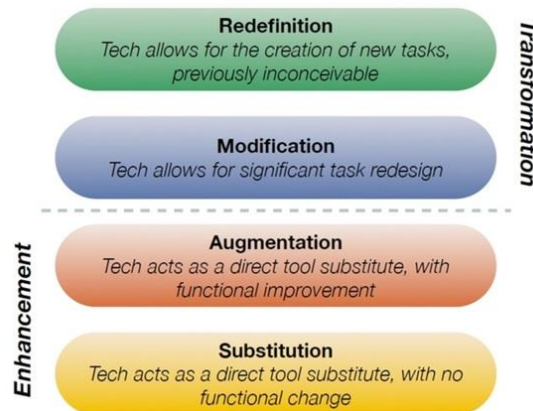 Redefinition
Tech allows for the creation of new tasks,
previously inconceivable
Modification
Tech allows for significant task redesign
Transformation
Augmentation
Tech acts as a direct tool substitute, with
functional improvement
Substitution
Tech acts as a direct tool substitute, with no
functional change
Enhancement